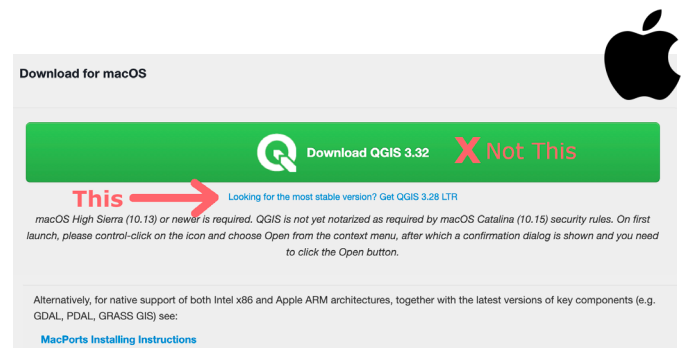 Download for macOS
Download QGIS 3.32
X Not This
This
Looking for the most stable version? Get QGIS 3.28 LTR
macOS High Sierra (10.13) or newer is required. QGIS is not yet notarized as required by macOS Catalina (10.15) security rules. On first
launch, please control-click on the icon and choose Open from the context menu, after which a confirmation dialog is shown and you need
to click the Open button.
Alternatively, for native support of both Intel x86 and Apple ARM architectures, together with the latest versions of key components (e.g.
GDAL, PDAL, GRASS GIS) see:
MacPorts Installing Instructions